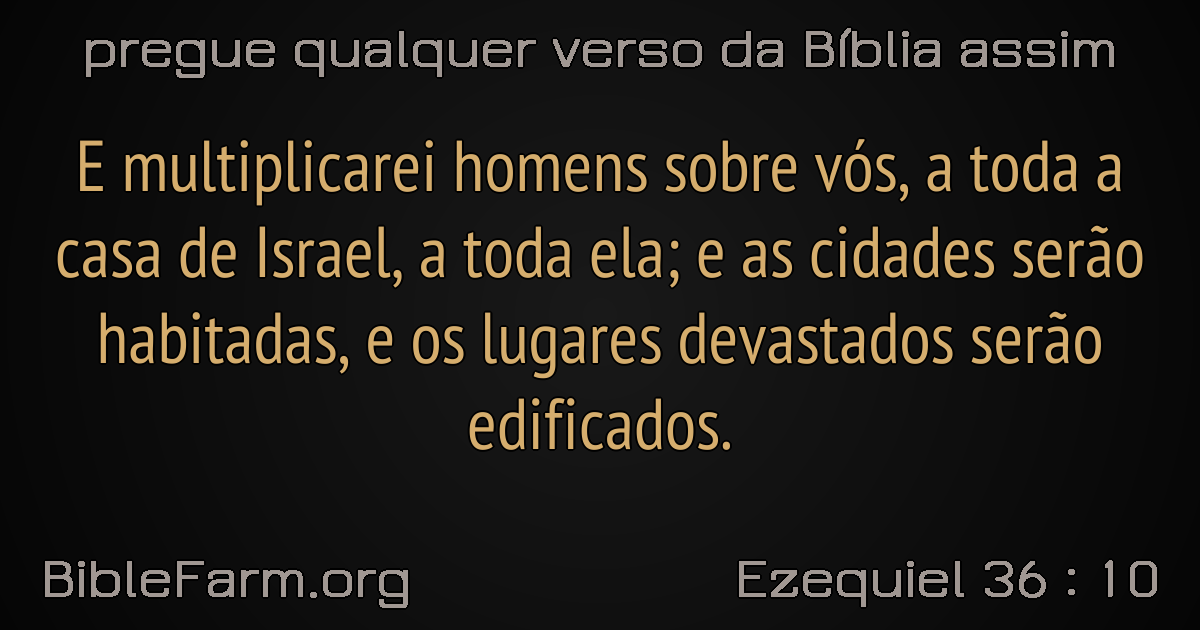 pregue qualquer verso da Bíblia assim
E multiplicarei homens sobre vós, a toda a
casa de Israel, a toda ela; e as cidades serão
habitadas, e os lugares devastados serão
edificados.
BibleFarm.org
Ezequiel 36 : 10